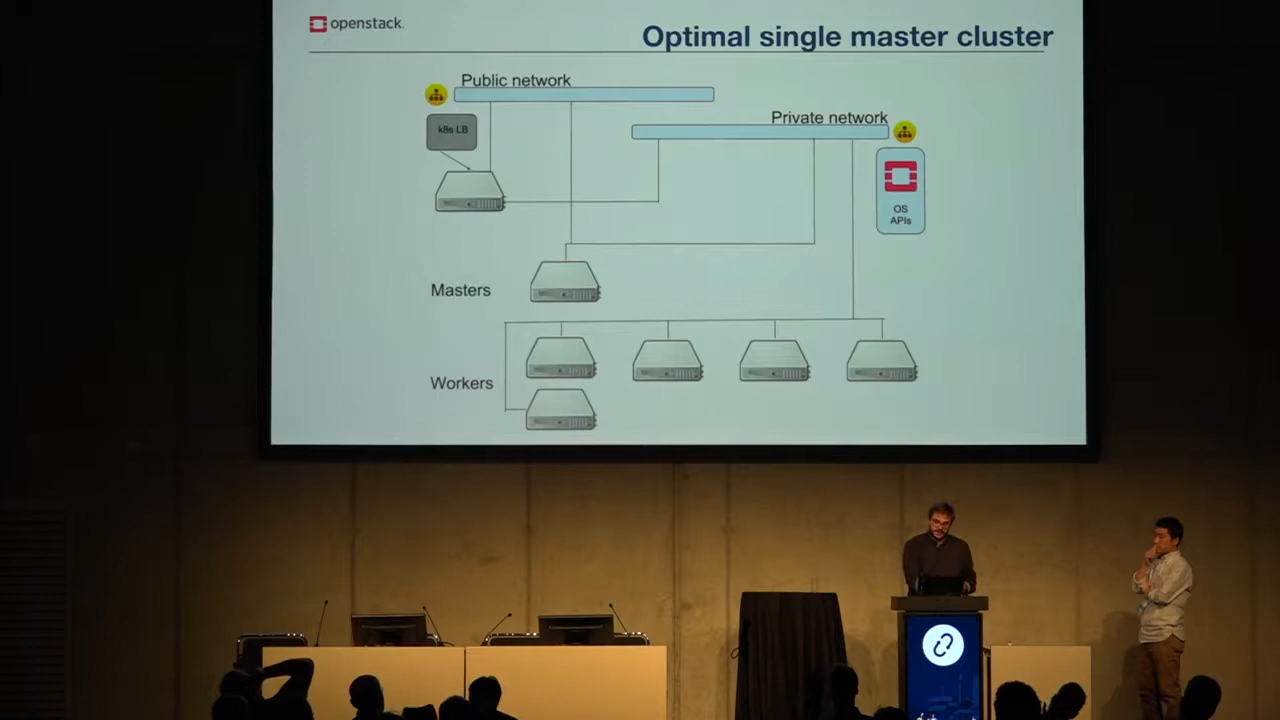 openstack.
Optimal single master cluster
Public network
Private network
k8s LB
OS
APIs
Masters
Workers